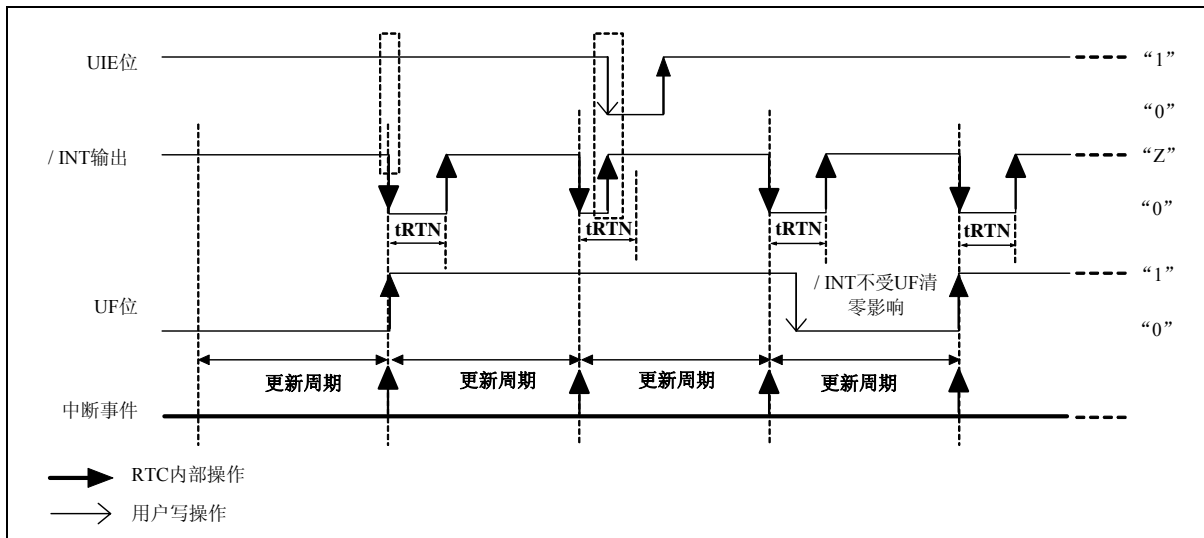 UIE位
“1”
“0”
/ INT输出
“Z”
“0”
tRTN
tRTN
tRTN
tRTN
UF位
/ INT不受UF清
零影响
“1”
“0”
更新周期
更新周期
更新周期
更新周期
中断事件
RTC内部操作
用户写操作